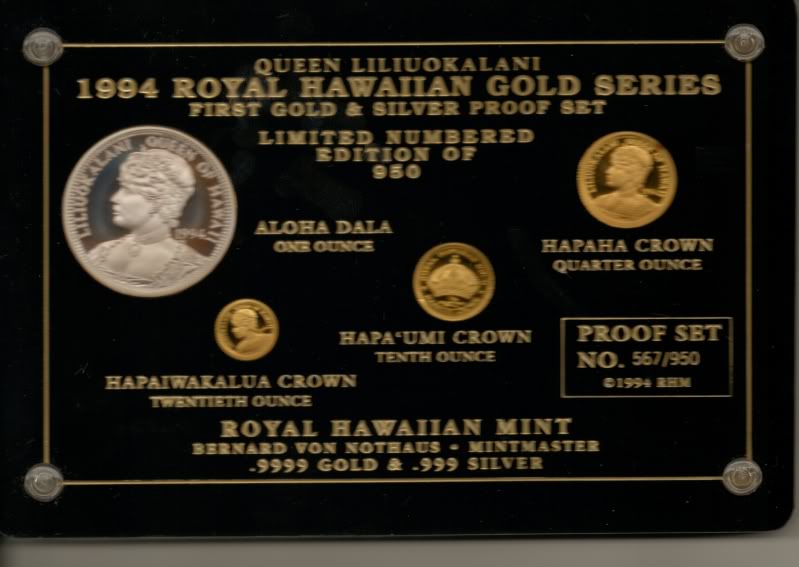 QUEEN LILIUOKALANI
1994 ROYAL HAWAIIAN GOLD SERIES
FIRST GOLD & SILVER PROOF SET
LIMITED NUMBERED
EDITION OF
950
LILIUOKALANI QUEEN OF HAWAII
1994
ALOHA DALA
ONE OUNCE
HAPAHA CROWN
QUARTER OUNCE
HAPA‘UMI CROWN
TENTH OUNCE
HAPAIWAKALUA CROWN
TWENTIETH OUNCE
PROOF SET
NO. 567/950
©1994 RHM
ROYAL HAWAIIAN MINT
BERNARD VON NOTHAUS - MINTMASTER
.9999 GOLD & .999 SILVER